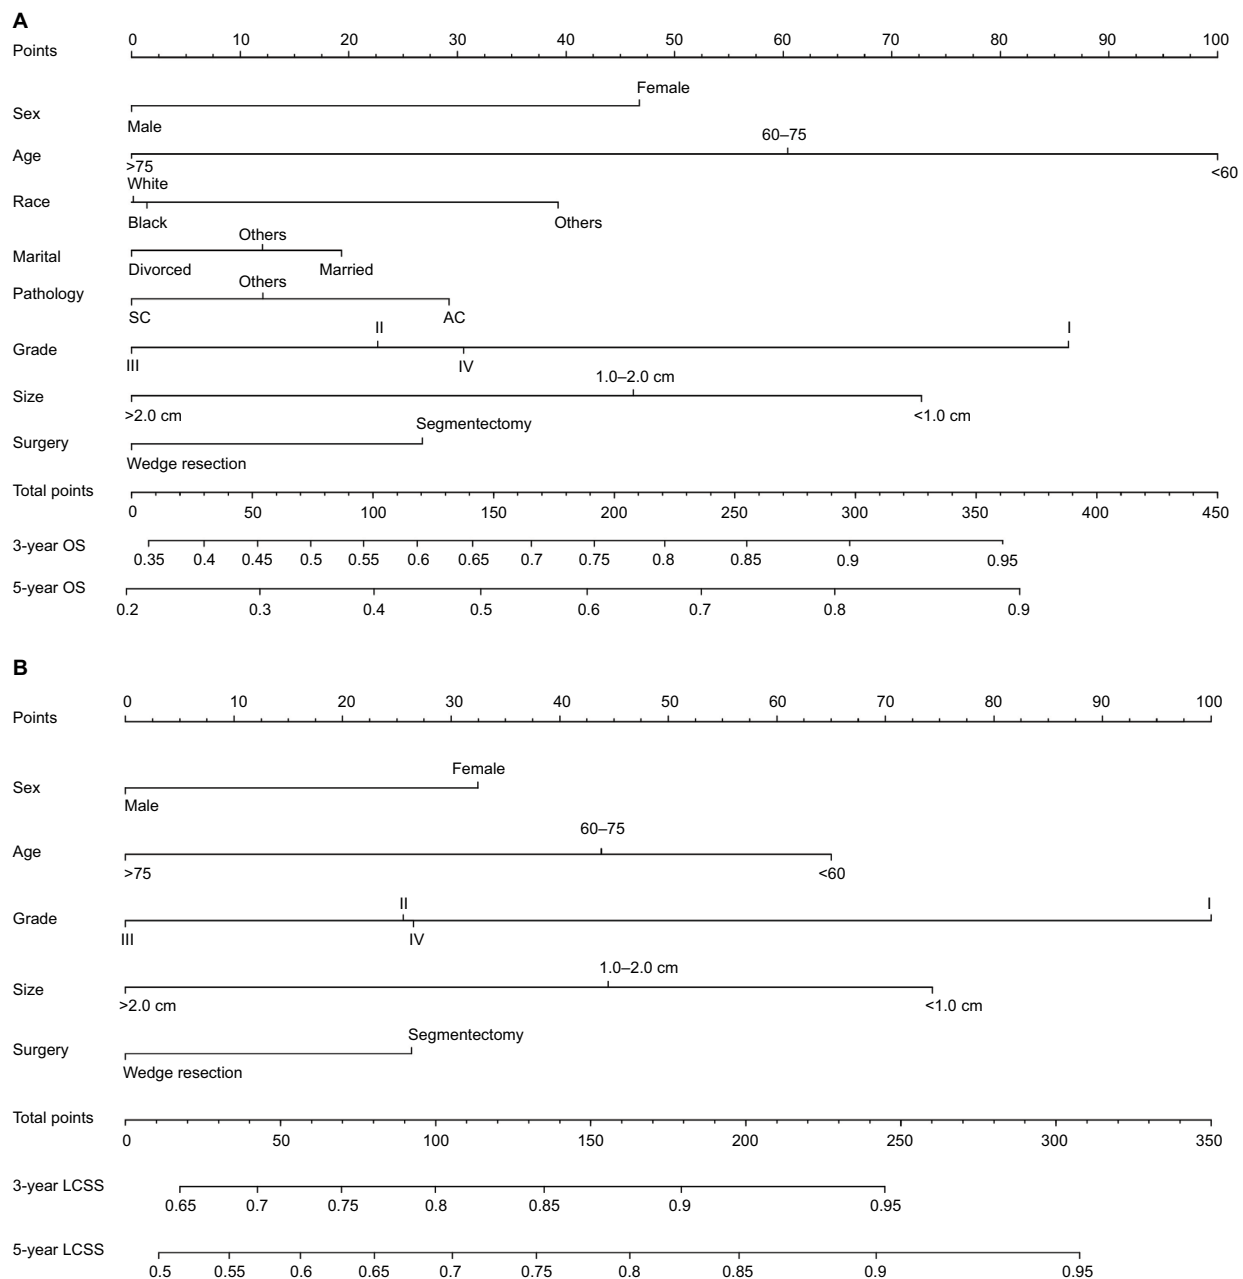 A
0 10 20 30 40 50 60 70 80 90 100
Points
Female
Sex
Male
60–75
Age
>75
<60
White
Race
Black Others
Others
Marital
Divorced Married
Others
Pathology
SC AC
II I
Grade
III IV
1.0–2.0 cm
Size
>2.0 cm <1.0 cm
Segmentectomy
Surgery
Wedge resection
Total points
0 50 100 150 200 250 300 350 400 450
3-year OS
0.35 0.4 0.45 0.5 0.55 0.6 0.65 0.7 0.75 0.8 0.85 0.9 0.95
5-year OS
0.2 0.3 0.4 0.5 0.6 0.7 0.8 0.9
B
0 10 20 30 40 50 60 70 80 90 100
Points
Female
Sex
Male
60–75
Age
>75 <60
II I
Grade
III IV
1.0–2.0 cm
Size
>2.0 cm <1.0 cm
Segmentectomy
Surgery
Wedge resection
Total points
0 50 100 150 200 250 300 350
3-year LCSS
0.65 0.7 0.75 0.8 0.85 0.9 0.95
5-year LCSS
0.5 0.55 0.6 0.65 0.7 0.75 0.8 0.85 0.9 0.95